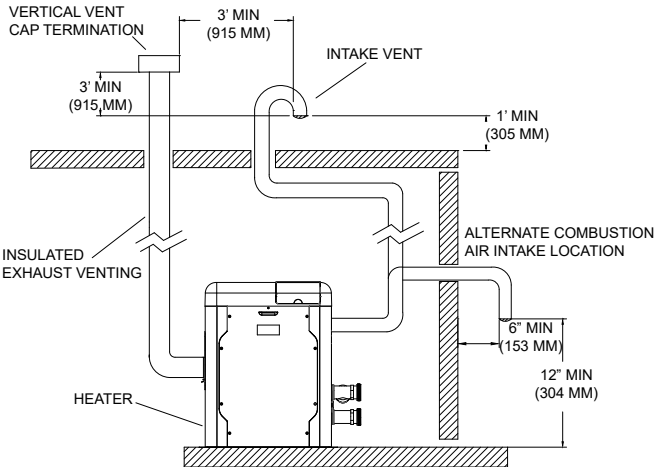 VERTICAL VENT
CAP TERMINATION
3’ MIN
(915 MM)
INTAKE VENT
3’ MIN
(915 MM)
1’ MIN
(305 MM)
INSULATED
EXHAUST VENTING
ALTERNATE COMBUSTION
AIR INTAKE LOCATION
6” MIN
(153 MM)
12” MIN
(304 MM)
HEATER